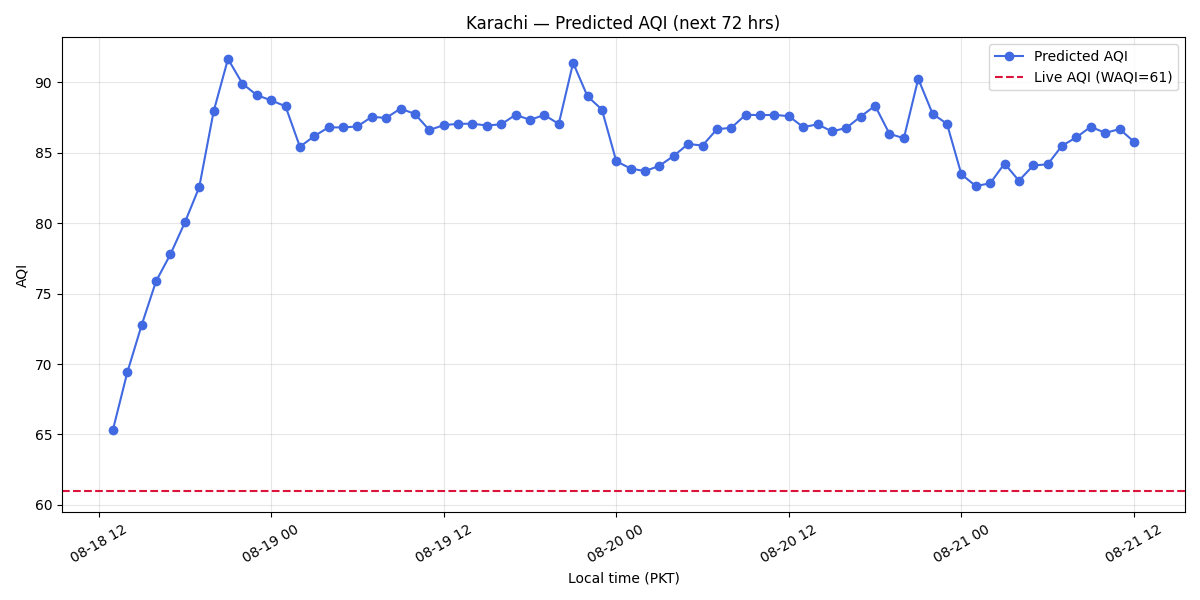 Karachi — Predicted AQI (next 72 hrs)
Predicted AQI
Live AQI (WAQI=61)
AQI
90
85
80
75
70
65
60
08-18 12
08-19 00
08-19 12
08-20 00
08-20 12
08-21 00
08-21 12
Local time (PKT)